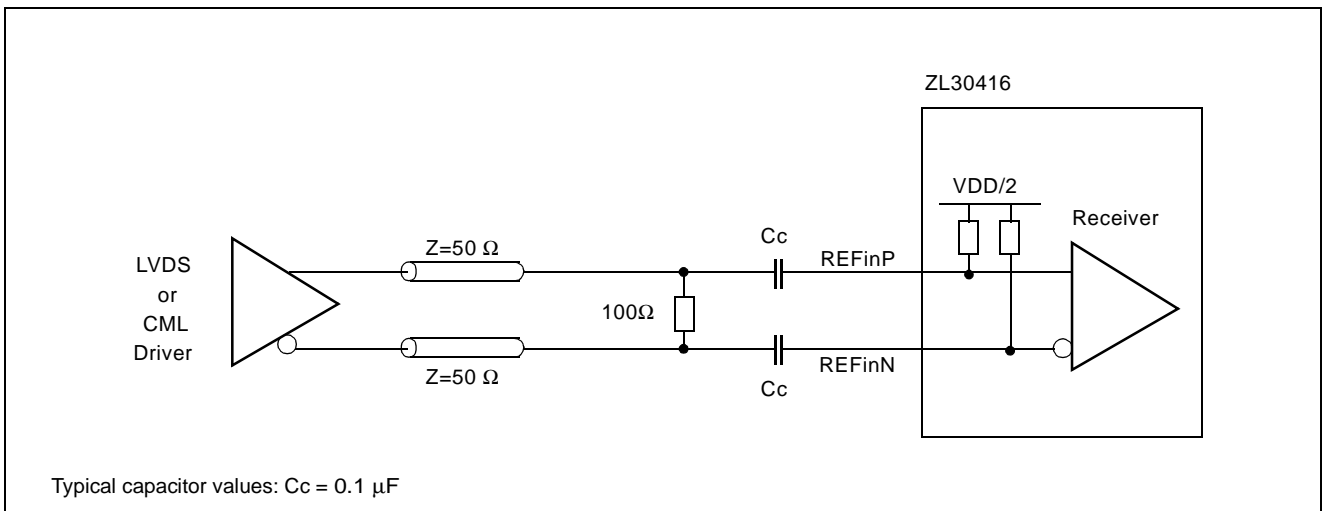 ZL30416
VDD/2
Receiver
Cc
Z=50 Ω
REFinP
LVDS
or
CML
Driver
100Ω
REFinN
Z=50 Ω
Cc
Typical capacitor values: Cc = 0.1 μF